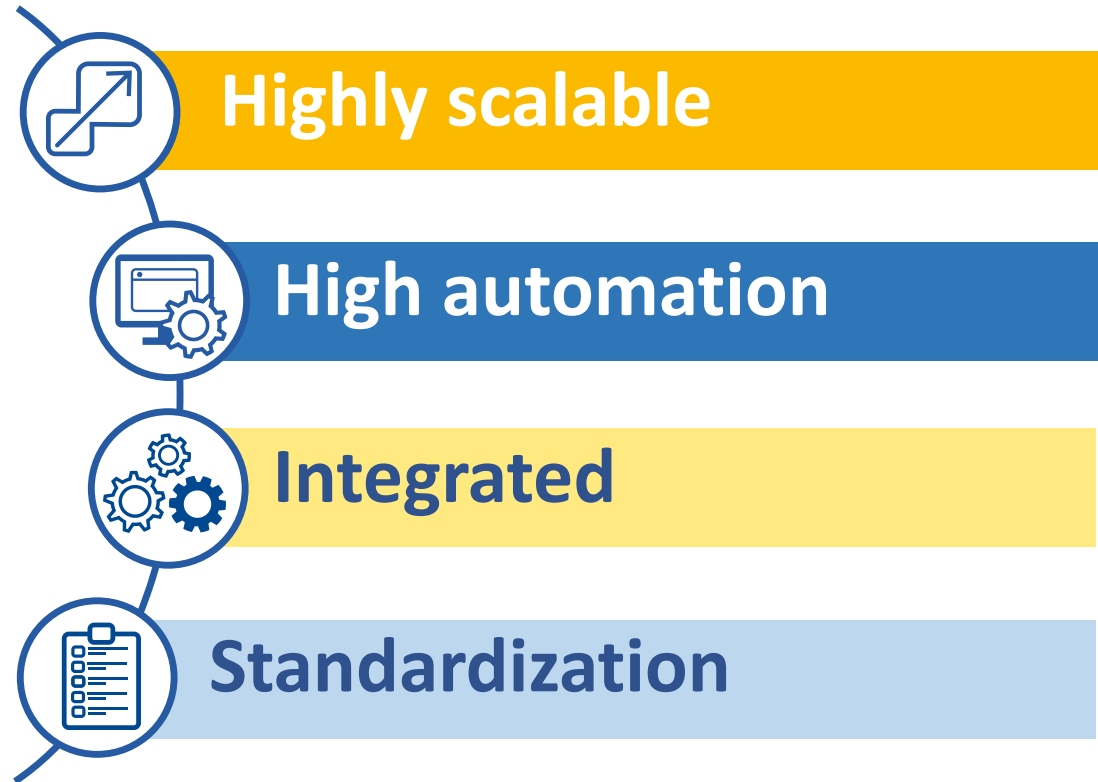 Highly scalable
High automation
Integrated
Standardization